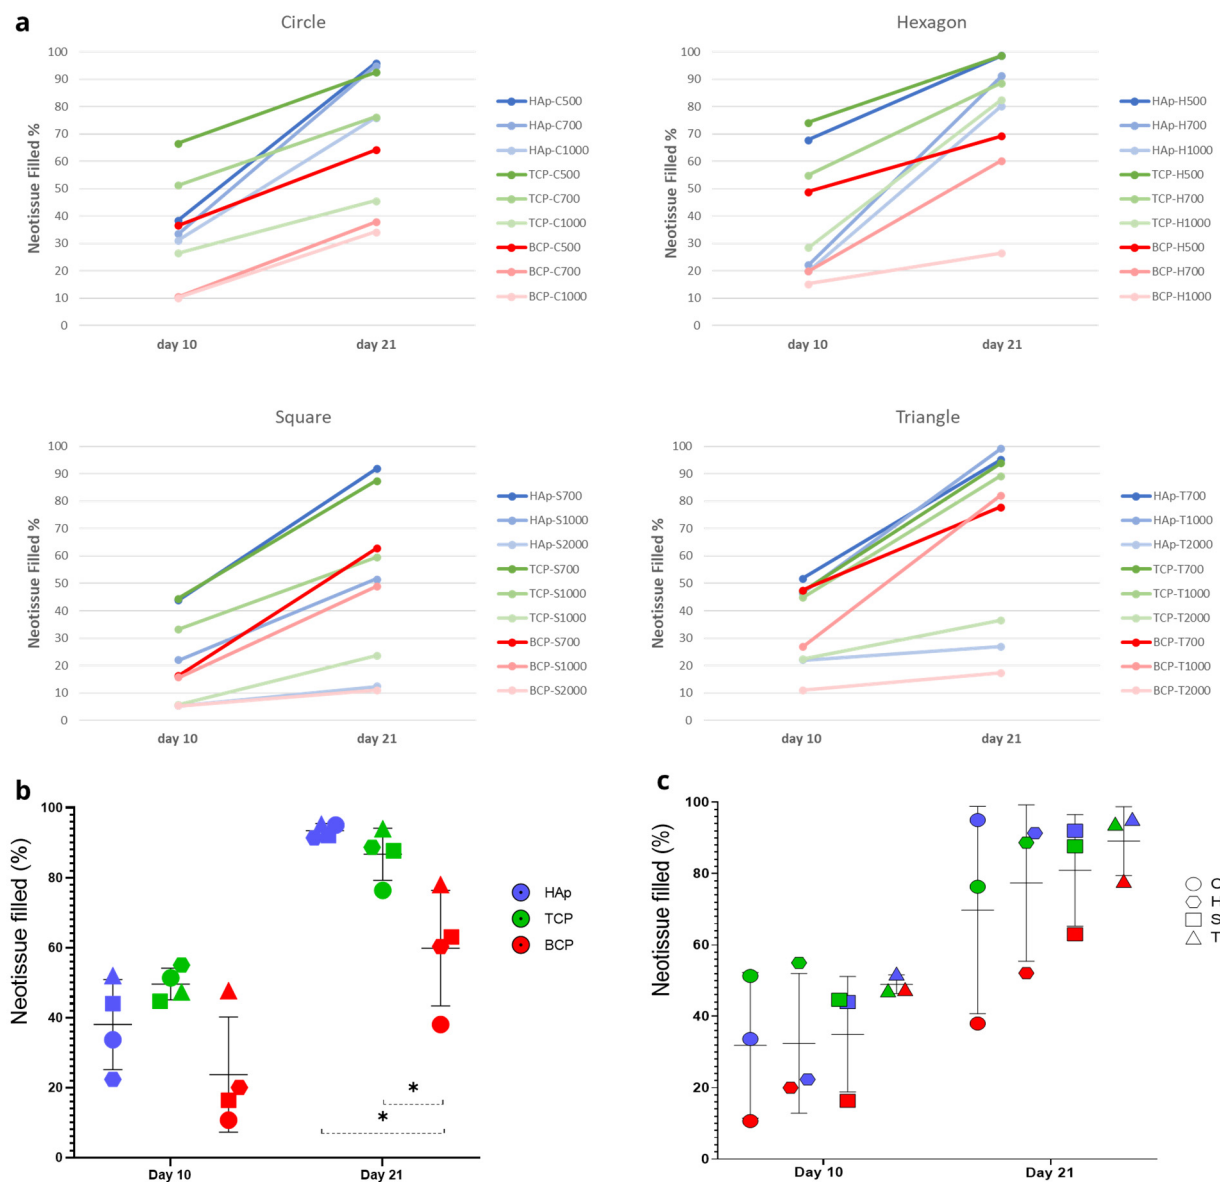 a
Circle
Neotissue Filled %
100
90
80
70
60
50
40
30
20
10
0
day 10
day 21
HAp-C500
HAp-C700
HAp-C1000
TCP-C500
TCP-C700
TCP-C1000
BCP-C500
BCP-C700
BCP-C1000
Hexagon
Neotissue Filled %
100
90
80
70
60
50
40
30
20
10
0
day 10
day 21
HAp-H500
HAp-H700
HAp-H1000
TCP-H500
TCP-H700
TCP-H1000
BCP-H500
BCP-H700
BCP-H1000
Square
Neotissue Filled %
100
90
80
70
60
50
40
30
20
10
0
day 10
day 21
HAp-S700
HAp-S1000
HAp-S2000
TCP-S700
TCP-S1000
TCP-S1000
BCP-S700
BCP-S1000
BCP-S2000
Triangle
Neotissue Filled %
100
90
80
70
60
50
40
30
20
10
0
day 10
day 21
HAp-T700
HAp-T1000
HAp-T2000
TCP-T700
TCP-T1000
TCP-T2000
BCP-T700
BCP-T1000
BCP-T2000
b
Neotissue filled (%)
100
80
60
40
20
0
Day 10
Day 21
*
*
HAp
TCP
BCP
c
Neotissue filled (%)
100
80
60
40
20
0
Day 10
Day 21
S
T